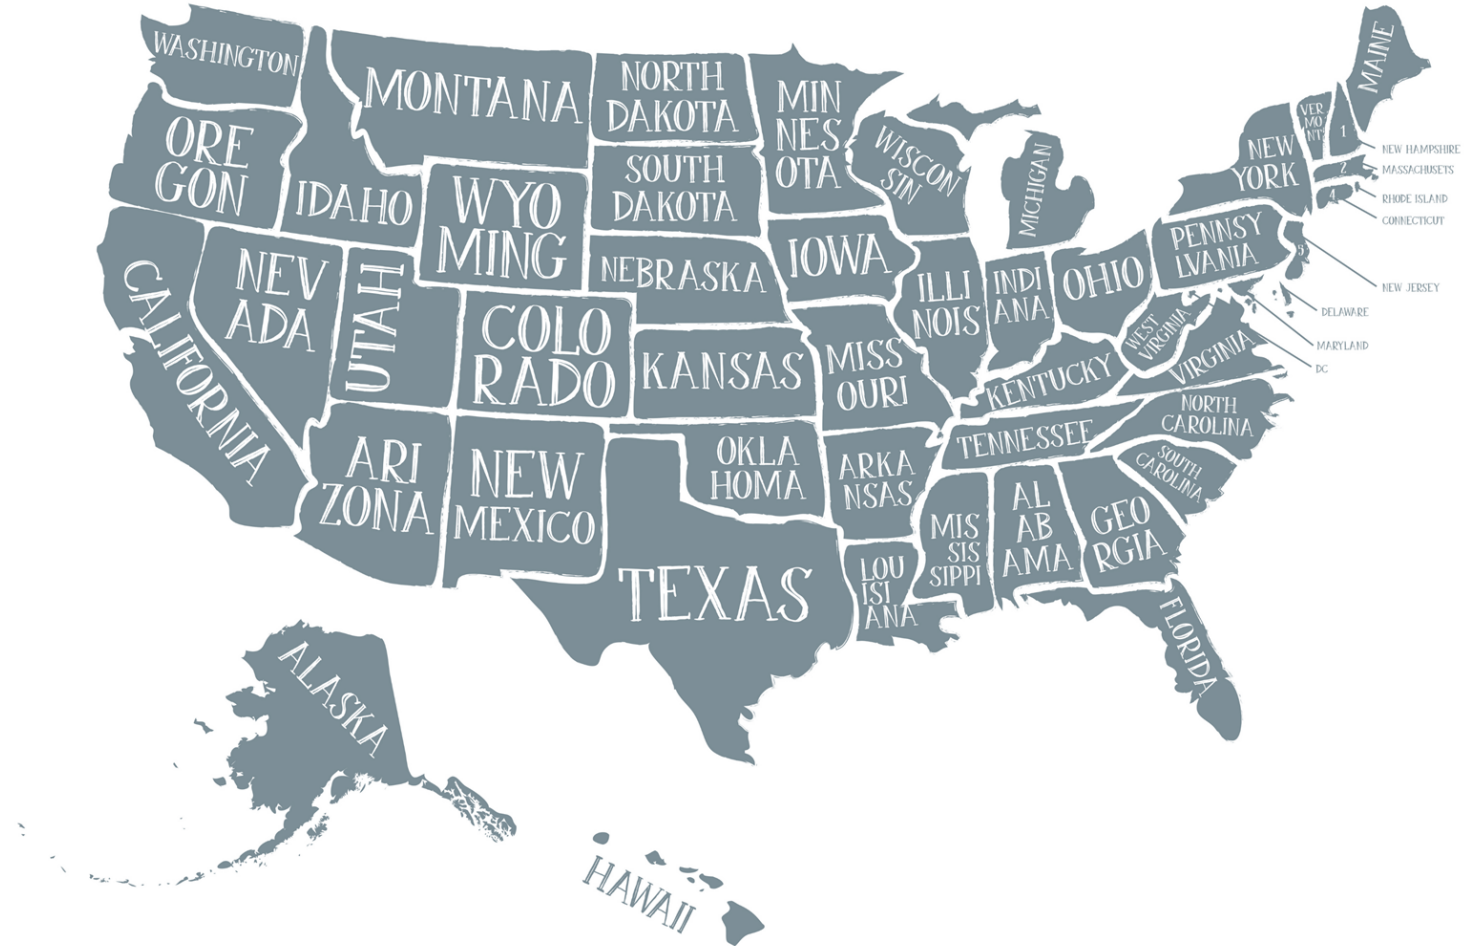 WASHINGTON
MONTANA
NORTH
DAKOTA
MIN
NES
OTA
MAINE
ORE
GON
IDAHO
WYO
MING
SOUTH
DAKOTA
WISCON
SIN
MICHIGAN
NEW
YORK
VER
MO
NT
1
NEW HAMPSHIRE
2
MASSACHUSETS
RHODE ISLAND
CONNECTICUT
CALIFORNIA
NEV
ADA
UTAH
COLO
RADO
NEBRASKA
IOWA
ILLI
NOIS
INDI
ANA
OHIO
PENNSY
LVANIA
5
NEW JERSEY
DELAWARE
MARYLAND
DC
KANSAS
MISS
OURI
KENTUCKY
WEST
VIRGINIA
VIRGINIA
ARI
ZONA
NEW
MEXICO
OKLA
HOMA
ARKA
NSAS
TENNESSEE
NORTH
CAROLINA
SOUTH
CAROLINA
TEXAS
LOU
ISI
ANA
MIS
SIS
SIPPI
AL
AB
AMA
GEO
RGIA
FLORIDA
ALASKA
HAWAII